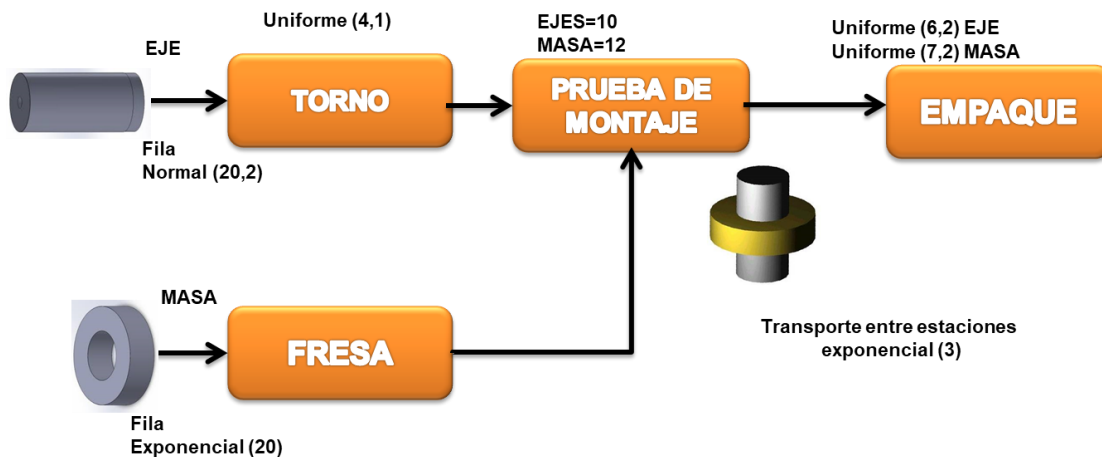 Uniforme (4,1)
EJES=10
MASA=12
Uniforme (6,2) EJE
Uniforme (7,2) MASA
EJE
TORNO
PRUEBA DE
MONTAJE
EMPAQUE
Fila
Normal (20,2)
MASA
FRESA
Transporte entre estaciones
exponencial (3)
Fila
Exponencial (20)